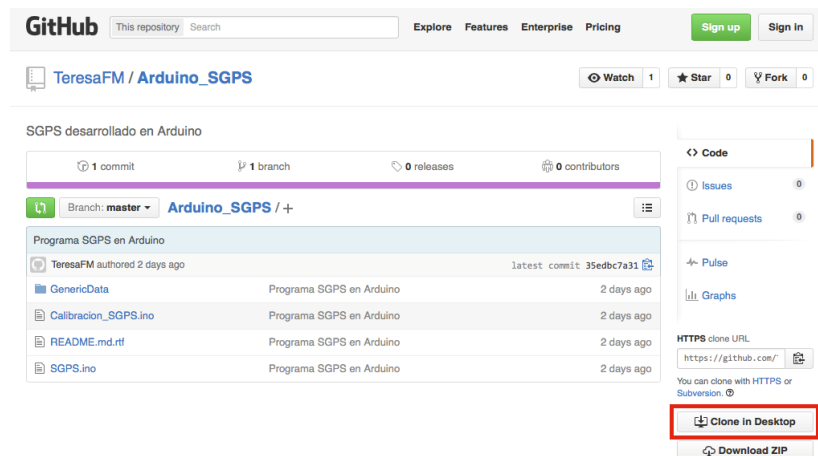 GitHub This repository Search Explore Features Enterprise Pricing Sign up Sign in
TeresaFM / Arduino_SGPS Watch 1 Star 0 Fork 0
SGPS desarrollado en Arduino
1 commit 1 branch 0 releases 0 contributors
Branch: master Arduino_SGPS / +
Programa SGPS en Arduino
TeresaFM authored 2 days ago latest commit 35edbc7a31
GenericData Programa SGPS en Arduino 2 days ago
Calibracion_SGPS.ino Programa SGPS en Arduino 2 days ago
README.md.rtf Programa SGPS en Arduino 2 days ago
SGPS.ino Programa SGPS en Arduino 2 days ago
<> Code
Issues 0
Pull requests 0
Pulse
Graphs
HTTPS clone URL
https://github.com/
You can clone with HTTPS or
Subversion.
Clone in Desktop
Download ZIP